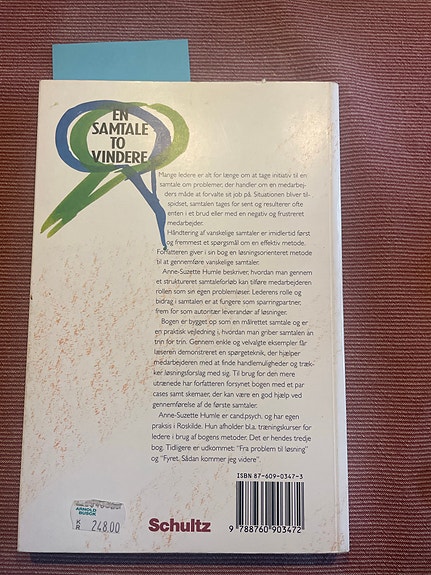 EN
SAMTALE
TO
VINDERE
Mange ledere er alt for længe om at tage initiativ til en
samtale om problemer, der handler om en medarbej-
ders måde at forvalte sit job på. Situationen bliver til-
spidset, samtalen tages for sent og resulterer ofte
enten i et brud eller med en negativ og frustreret
medarbejder.
Håndtering af vanskelige samtaler er imidlertid først
og fremmest et spørgsmål om en effektiv metode.
Forfatteren giver i sin bog en løsningsorienteret metode
til at gennemføre vanskelige samtaler.
Anne-Suzette Humle beskriver, hvordan man gennem
et struktureret samtaleforløb kan tilføre medarbejderen
rollen som sin egen problemløser. Lederens rolle og
bidrag i samtalen er at fungere som sparringpartner,
frem for som autoritær leverandør af løsninger.
Bogen er bygget op som en målrettet samtale og er
en praktisk vejledning i, hvordan man griber samtalen an
trin for trin. Gennem enkle og velvalgte eksempler får
læseren demonstreret en spørgeteknik, der hjælper
medarbejderen med at finde handlemuligheder og træk-
ker løsningsforslag med sig. Til brug for den mere
utrænede har forfatteren forsynet bogen med et par
cases samt skemaer, der kan være en god hjælp ved
gennemførelse af de første samtaler.
Anne-Suzette Humle er cand.psych. og har egen
praksis i Roskilde. Hun afholder bl.a. træningskurser for
ledere i brug af bogens metoder. Det er hendes tredje
bog. Tidligere er udkommet: "Fra problem til løsning"
og "Fyret. Sådan kommer jeg videre".
ISBN 87-609-0347-3
9 788760 903472
ARNOLD
BUSCK
KR 248.00
Schultz